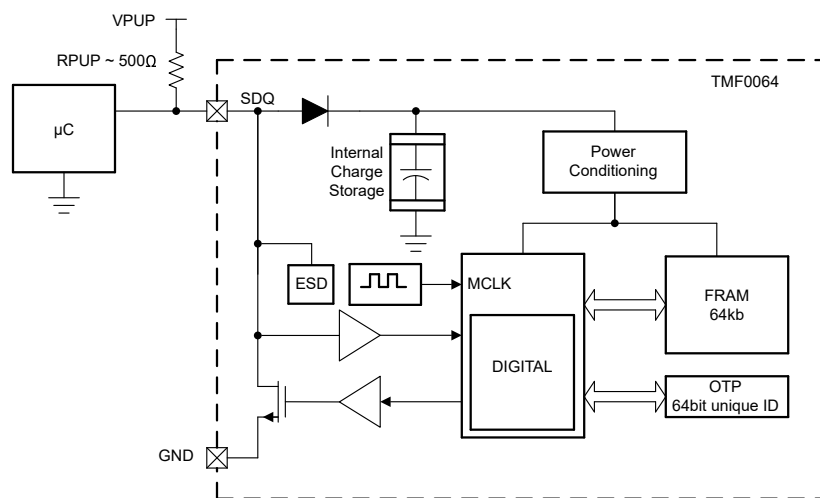 VPUP
RPUP ~ 500Ω
TMF0064
SDQ
µC
Internal
Charge
Storage
Power
Conditioning
ESD
MCLK
FRAM
64kb
DIGITAL
OTP
64bit unique ID
GND